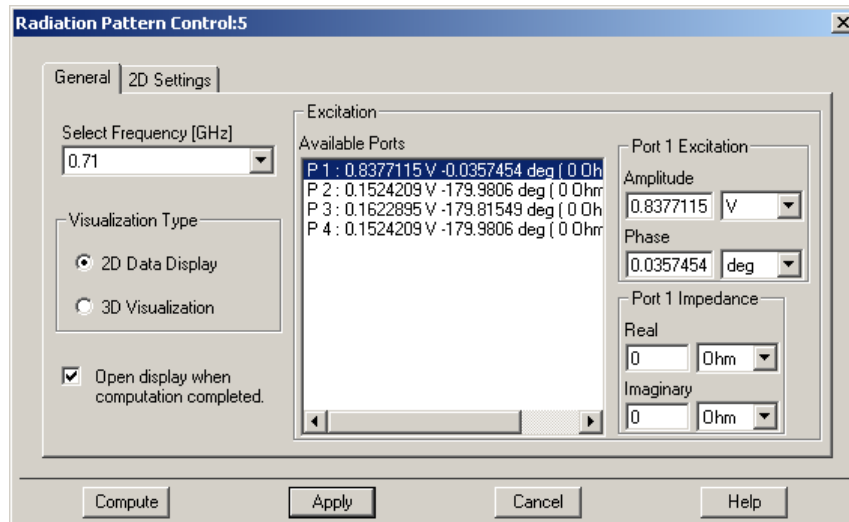 Radiation Pattern Control:5
General
2D Settings
Select Frequency [GHz]
0.71
Visualization Type
2D Data Display
3D Visualization
Open display when
computation completed.
Excitation
Available Ports
P 1 : 0.8377115 V -0.0357454 deg ( 0 Oh
P 2 : 0.1524209 V -179.9806 deg ( 0 Ohm
P 3 : 0.1622895 V -179.81549 deg ( 0 Oh
P 4 : 0.1524209 V -179.9806 deg ( 0 Ohm
Port 1 Excitation
Amplitude
0.8377115 V
Phase
0.0357454 deg
Port 1 Impedance
Real
0 Ohm
Imaginary
0 Ohm
Compute
Apply
Cancel
Help